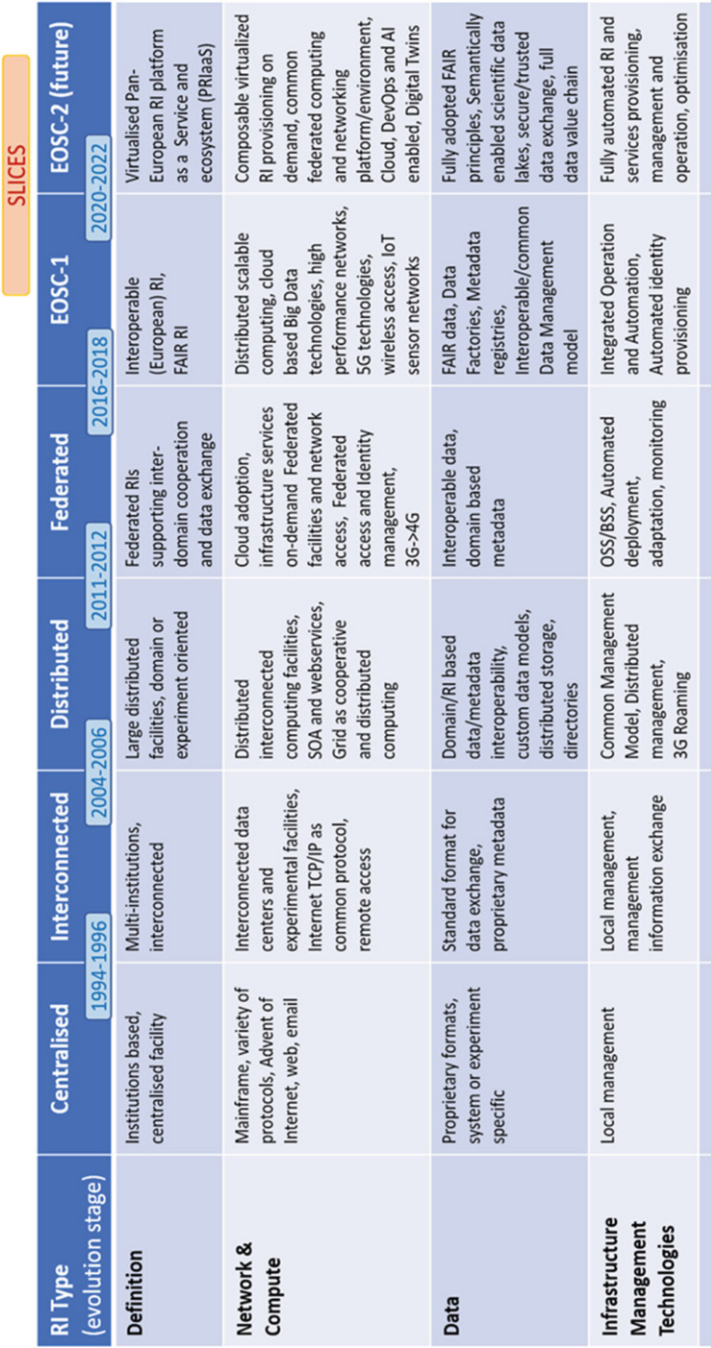 SLICES
RI Type
(evolution stage)
Centralised
1994-1996
Interconnected
2004-2006
Distributed
2011-2012
Federated
2016-2018
EOSC-1
2020-2022
EOSC-2 (future)
Definition
Institutions based,
centralised facility
Multi-institutions,
interconnected
Large distributed
facilities, domain or
experiment oriented
Federated RIs
supporting inter-
domain cooperation
and data exchange
Interoperable
(European) RI,
FAIR RI
Virtualised Pan-
European RI platform
as a Service and
ecosystem (PRIaaS)
Network &
Compute
Mainframe, variety of
protocols, Advent of
Internet, web, email
Interconnected data
centers and
experimental facilities,
Internet TCP/IP as
common protocol,
remote access
Distributed
interconnected
computing facilities,
SOA and webservices,
Grid as cooperative
and distributed
computing
Cloud adoption,
infrastructure services
on-demand Federated
facilities and network
access, Federated
access and Identity
management,
3G->4G
Distributed scalable
computing, cloud
based Big Data
technologies, high
performance networks,
5G technologies,
wireless access, IoT
sensor networks
Composable virtualized
RI provisioning on
demand, common
federated computing
and networking
platform/environment,
Cloud, DevOps and AI
enabled, Digital Twins
Data
Proprietary formats,
system or experiment
specific
Standard format for
data exchange,
proprietary metadata
Domain/RI based
data/metadata
interoperability,
custom data models,
distributed storage,
directories
Interoperable data,
domain based
metadata
FAIR data, Data
Factories, Metadata
registries,
Interoperable/common
Data Management
model
Fully adopted FAIR
principles, Semantically
enabled scientific data
lakes, secure/trusted
data exchange, full
data value chain
Infrastructure
Management
Technologies
Local management
Local management,
management
information exchange
Common Management
Model, Distributed
management,
3G Roaming
OSS/BSS, Automated
deployment,
adaptation, monitoring
Integrated Operation
and Automation,
Automated identity
provisioning
Fully automated RI and
services provisioning,
management and
operation, optimisation